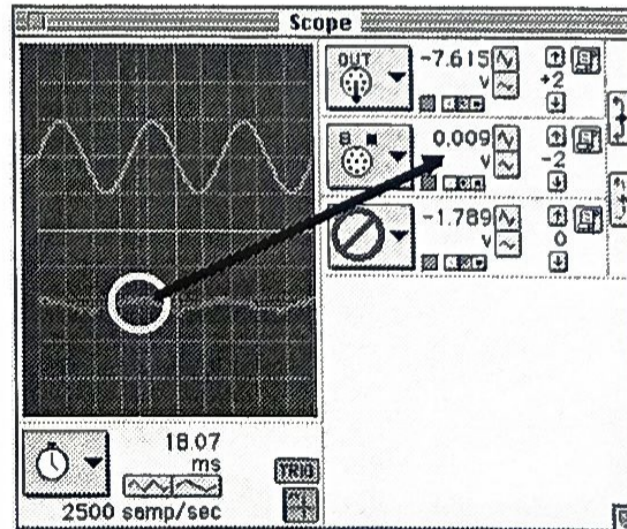 Scope
OUT
-7.615
V
+2
B
0.009
V
-2
-1.789
V
0
18.07
ms
TRIG
2500 samp/sec